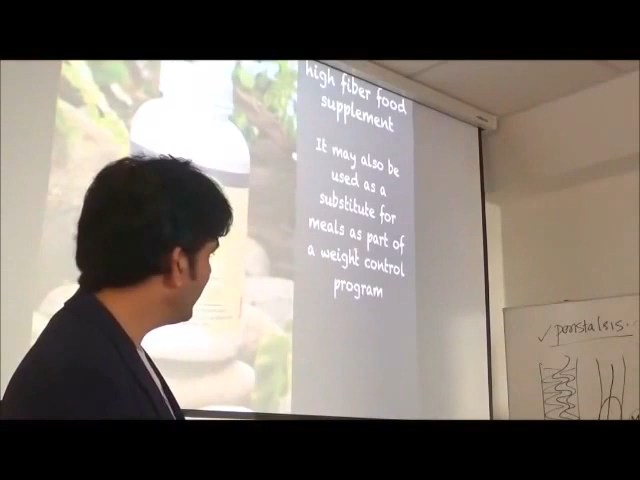 high fiber food
supplement
It may also be
used as a
substitute for
meals as part of
a weight control
program
✓ peristalsis..